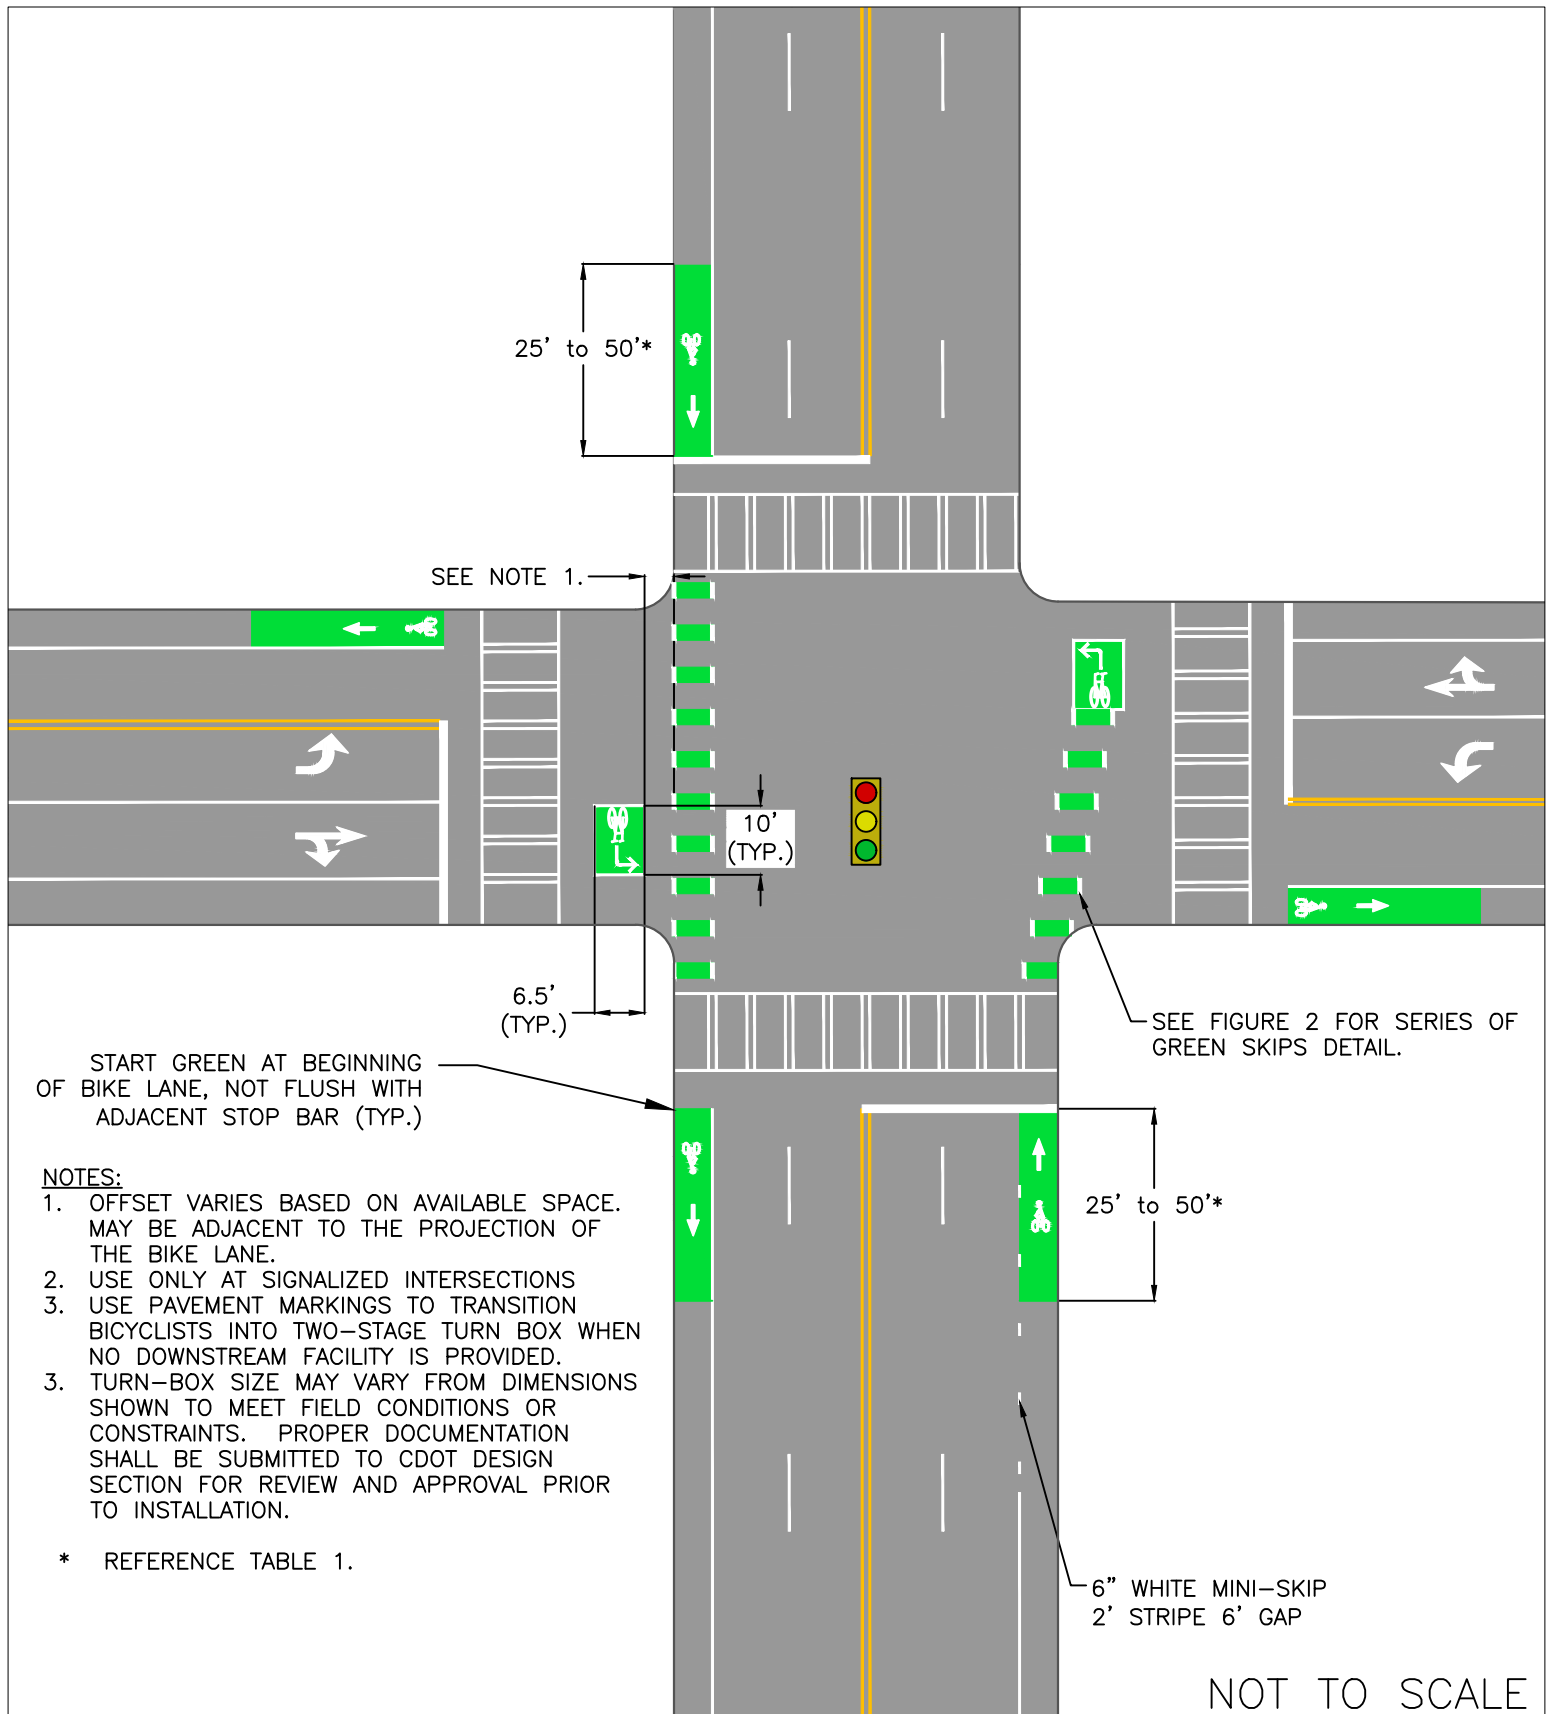 25' to 50'*
SEE NOTE 1.
10'
(TYP.)
6.5'
(TYP.)
SEE FIGURE 2 FOR SERIES OF
GREEN SKIPS DETAIL.
START GREEN AT BEGINNING
OF BIKE LANE, NOT FLUSH WITH
ADJACENT STOP BAR (TYP.)
25' to 50'*
NOTES:
1. OFFSET VARIES BASED ON AVAILABLE SPACE.
MAY BE ADJACENT TO THE PROJECTION OF
THE BIKE LANE.
2. USE ONLY AT SIGNALIZED INTERSECTIONS
3. USE PAVEMENT MARKINGS TO TRANSITION
BICYCLISTS INTO TWO-STAGE TURN BOX WHEN
NO DOWNSTREAM FACILITY IS PROVIDED.
3. TURN-BOX SIZE MAY VARY FROM DIMENSIONS
SHOWN TO MEET FIELD CONDITIONS OR
CONSTRAINTS. PROPER DOCUMENTATION
SHALL BE SUBMITTED TO CDOT DESIGN
SECTION FOR REVIEW AND APPROVAL PRIOR
TO INSTALLATION.
* REFERENCE TABLE 1.
6" WHITE MINI-SKIP
2' STRIPE 6' GAP
NOT TO SCALE